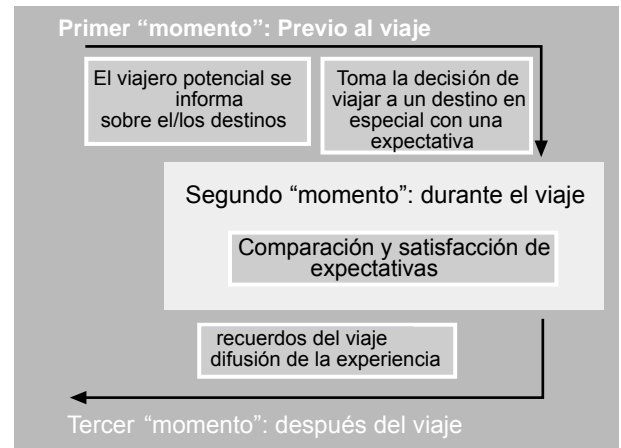 Primer “momento”: Previo al viaje
El viajero potencial se
informa
sobre el/los destinos
Toma la decisión de
viajar a un destino en
especial con una
expectativa
Segundo “momento”: durante el viaje
Comparación y satisfacción de
expectativas
recuerdos del viaje
difusión de la experiencia
Tercer “momento”: después del viaje